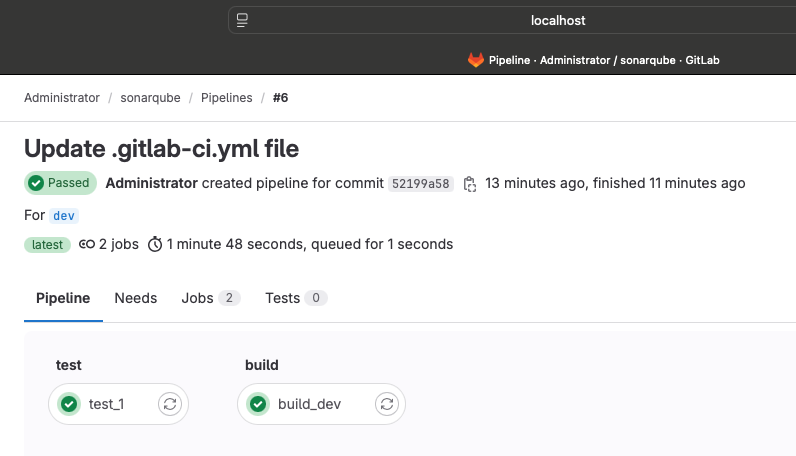 localhost
Pipeline · Administrator / sonarqube · GitLab
Administrator / sonarqube / Pipelines / #6
Update .gitlab-ci.yml file
Passed Administrator created pipeline for commit 52199a58 13 minutes ago, finished 11 minutes ago
For dev
latest 2 jobs 1 minute 48 seconds, queued for 1 seconds
Pipeline Needs Jobs 2 Tests 0
test build
test_1 build_dev